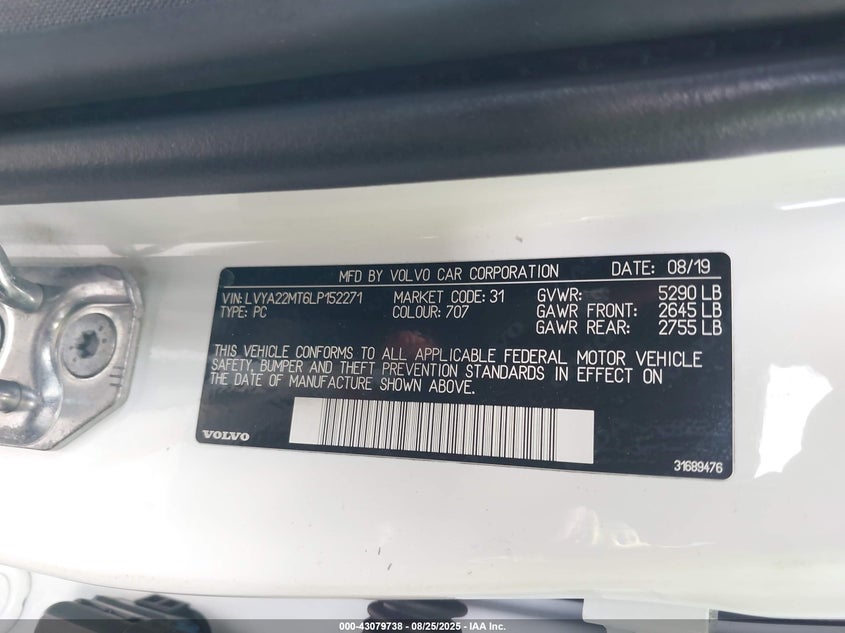 MFD BY VOLVO CAR CORPORATION DATE: 08/19
VIN: LVYA22MT6LP152271 MARKET CODE: 31 GVWR: 5290 LB
TYPE: PC COLOUR: 707 GAWR FRONT: 2645 LB
GAWR REAR: 2755 LB
THIS VEHICLE CONFORMS TO ALL APPLICABLE FEDERAL MOTOR VEHICLE
SAFETY, BUMPER AND THEFT PREVENTION STANDARDS IN EFFECT ON
THE DATE OF MANUFACTURE SHOWN ABOVE.
VOLVO
31689476
000-43079738 - 08/25/2025 - IAA Inc.